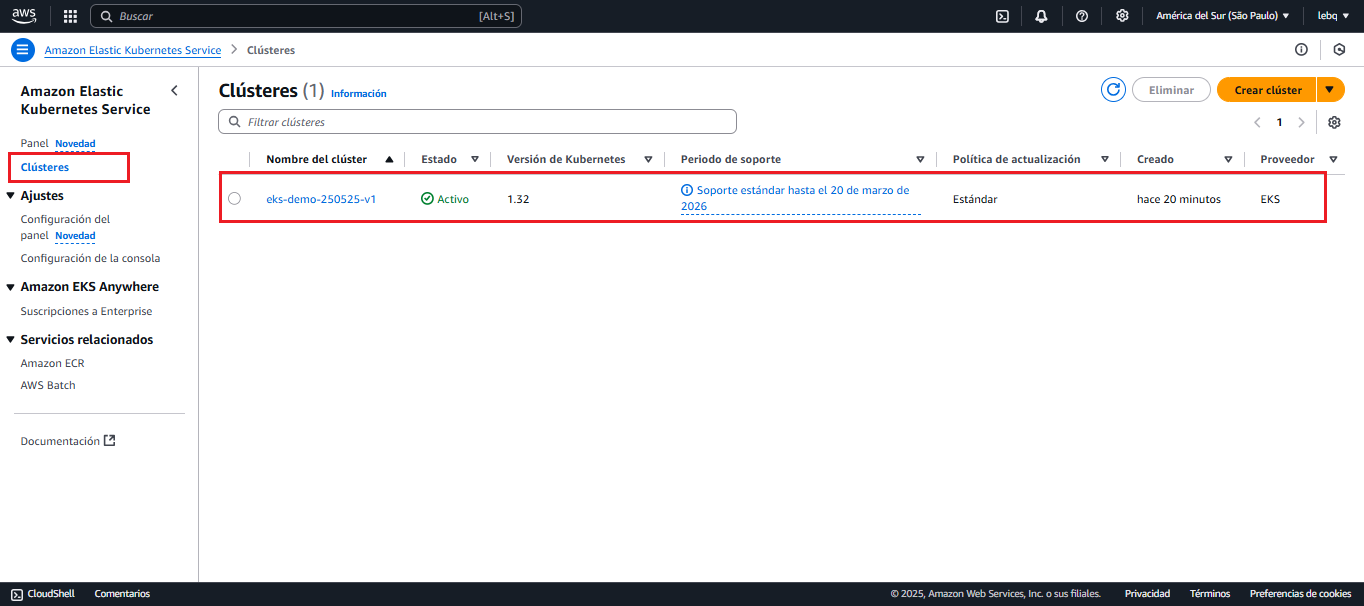 aws
Buscar [Alt+S]
América del Sur (São Paulo)
lebq
Amazon Elastic Kubernetes Service
Clústeres
Amazon Elastic
Kubernetes Service
Panel Novedad
Clústeres
Ajustes
Configuración del
panel Novedad
Configuración de la consola
Amazon EKS Anywhere
Suscripciones a Enterprise
Servicios relacionados
Amazon ECR
AWS Batch
Documentación
Clústeres (1) Información
Eliminar
Crear clúster
Filtrar clústeres
1
Nombre del clúster Estado Versión de Kubernetes Periodo de soporte Política de actualización Creado Proveedor
eks-demo-250525-v1 Activo 1.32 Soporte estándar hasta el 20 de marzo de
2026
Estándar hace 20 minutos EKS
CloudShell Comentarios © 2025, Amazon Web Services, Inc. o sus filiales. Privacidad Términos Preferencias de cookies